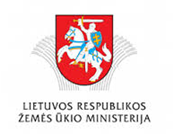 LIETUVOS RESPUBLIKOS
ŽEMĖS ŪKIO MINISTERIJA